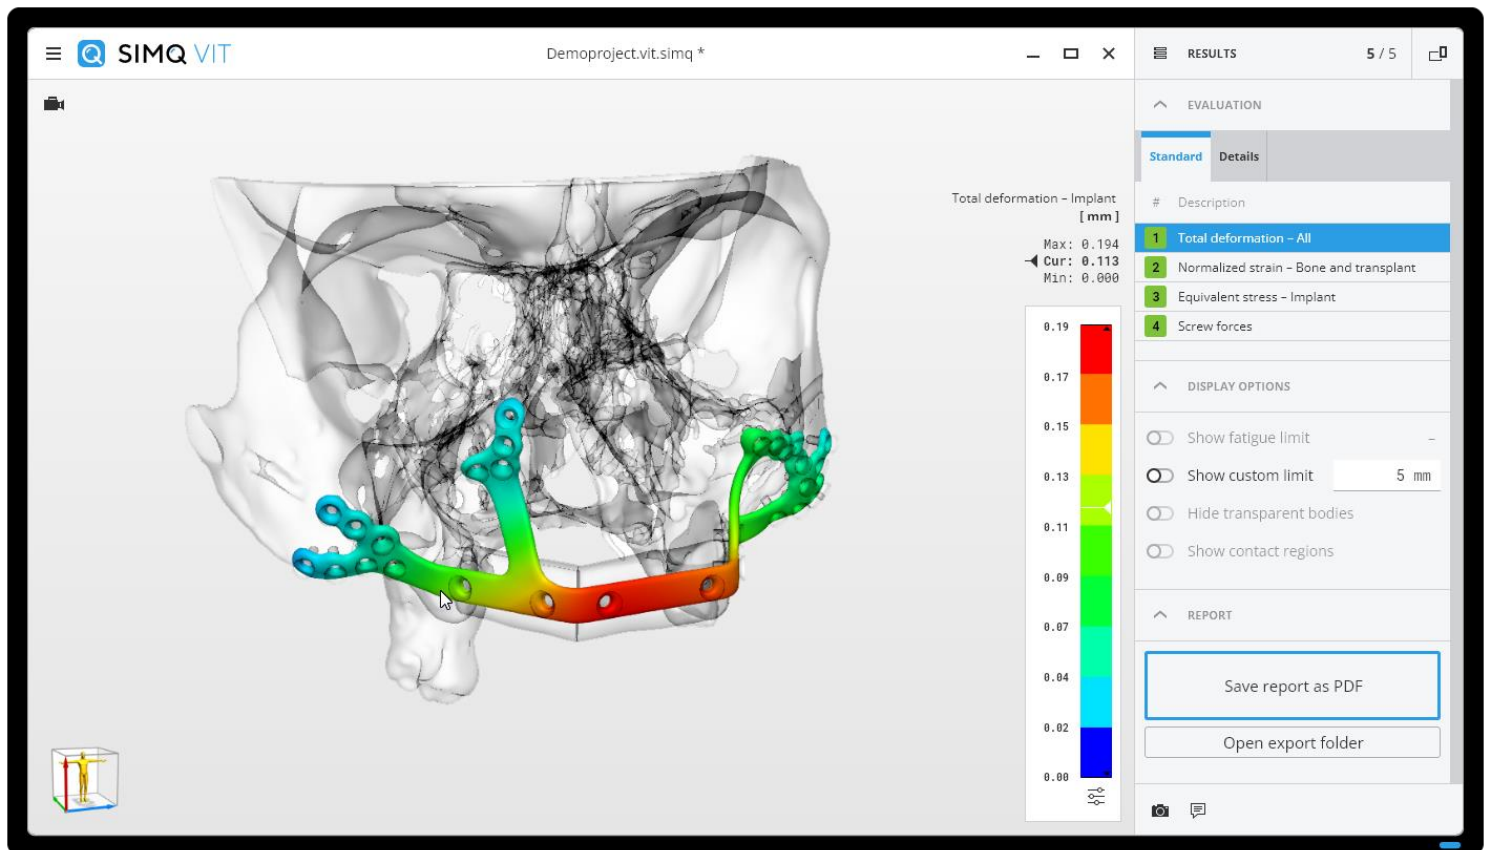 SIMQ VIT
Demoproject.vit.simq *
RESULTS
5 / 5
EVALUATION
Standard
Details
# Description
1 Total deformation – All
2 Normalized strain – Bone and transplant
3 Equivalent stress – Implant
4 Screw forces
DISPLAY OPTIONS
Show fatigue limit –
Show custom limit 5 mm
Hide transparent bodies
Show contact regions
REPORT
Save report as PDF
Open export folder
Total deformation – Implant
[ mm ]
Max: 0.194
Cur: 0.113
Min: 0.000
0.19
0.17
0.15
0.13
0.11
0.09
0.07
0.04
0.02
0.00